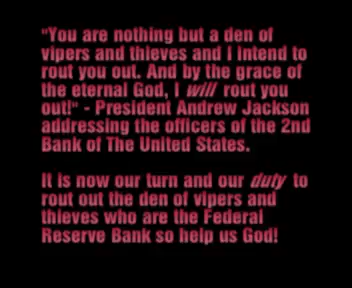 "You are nothing but a den of
vipers and thieves and I intend to
rout you out. And by the grace of
the eternal God, I will rout you
out!" - President Andrew Jackson
addressing the officers of the 2nd
Bank of The United States.
It is now our turn and our duty to
rout out the den of vipers and
thieves who are the Federal
Reserve Bank so help us God!